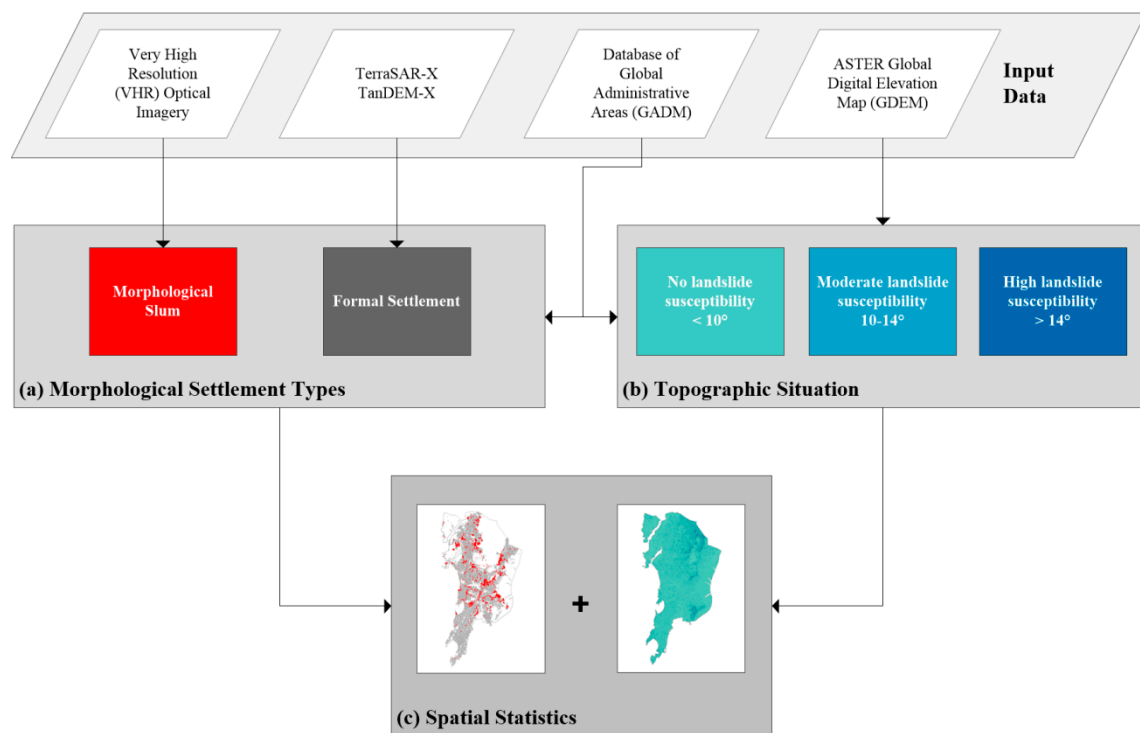 Very High
Resolution
(VHR) Optical
Imagery
TerraSAR-X
TanDEM-X
Database of
Global
Administrative
Areas (GADM)
ASTER Global
Digital Elevation
Map (GDEM)
Input
Data
Morphological
Slum
Formal Settlement
(a) Morphological Settlement Types
No landslide
susceptibility
< 10°
Moderate landslide
susceptibility
10-14°
High landslide
susceptibility
> 14°
(b) Topographic Situation
+
(c) Spatial Statistics